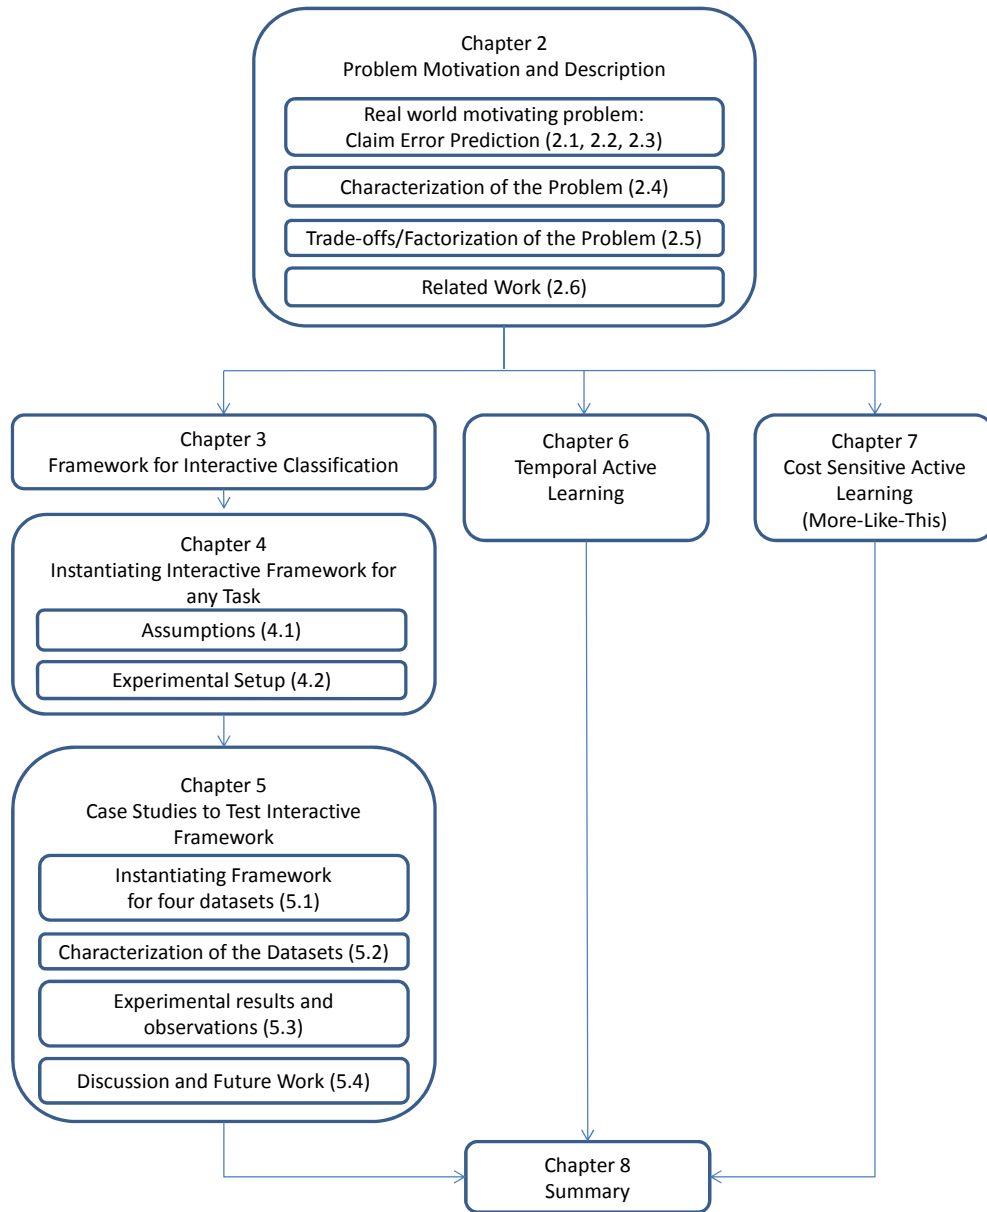 Chapter 2
Problem Motivation and Description
Real world motivating problem:
Claim Error Prediction (2.1, 2.2, 2.3)
Characterization of the Problem (2.4)
Trade-offs/Factorization of the Problem (2.5)
Related Work (2.6)
Chapter 3
Framework for Interactive Classification
Chapter 4
Instantiating Interactive Framework for
any Task
Assumptions (4.1)
Experimental Setup (4.2)
Chapter 5
Case Studies to Test Interactive
Framework
Instantiating Framework
for four datasets (5.1)
Characterization of the Datasets (5.2)
Experimental results and
observations (5.3)
Discussion and Future Work (5.4)
Chapter 6
Temporal Active
Learning
Chapter 7
Cost Sensitive Active
Learning
(More-Like-This)
Chapter 8
Summary